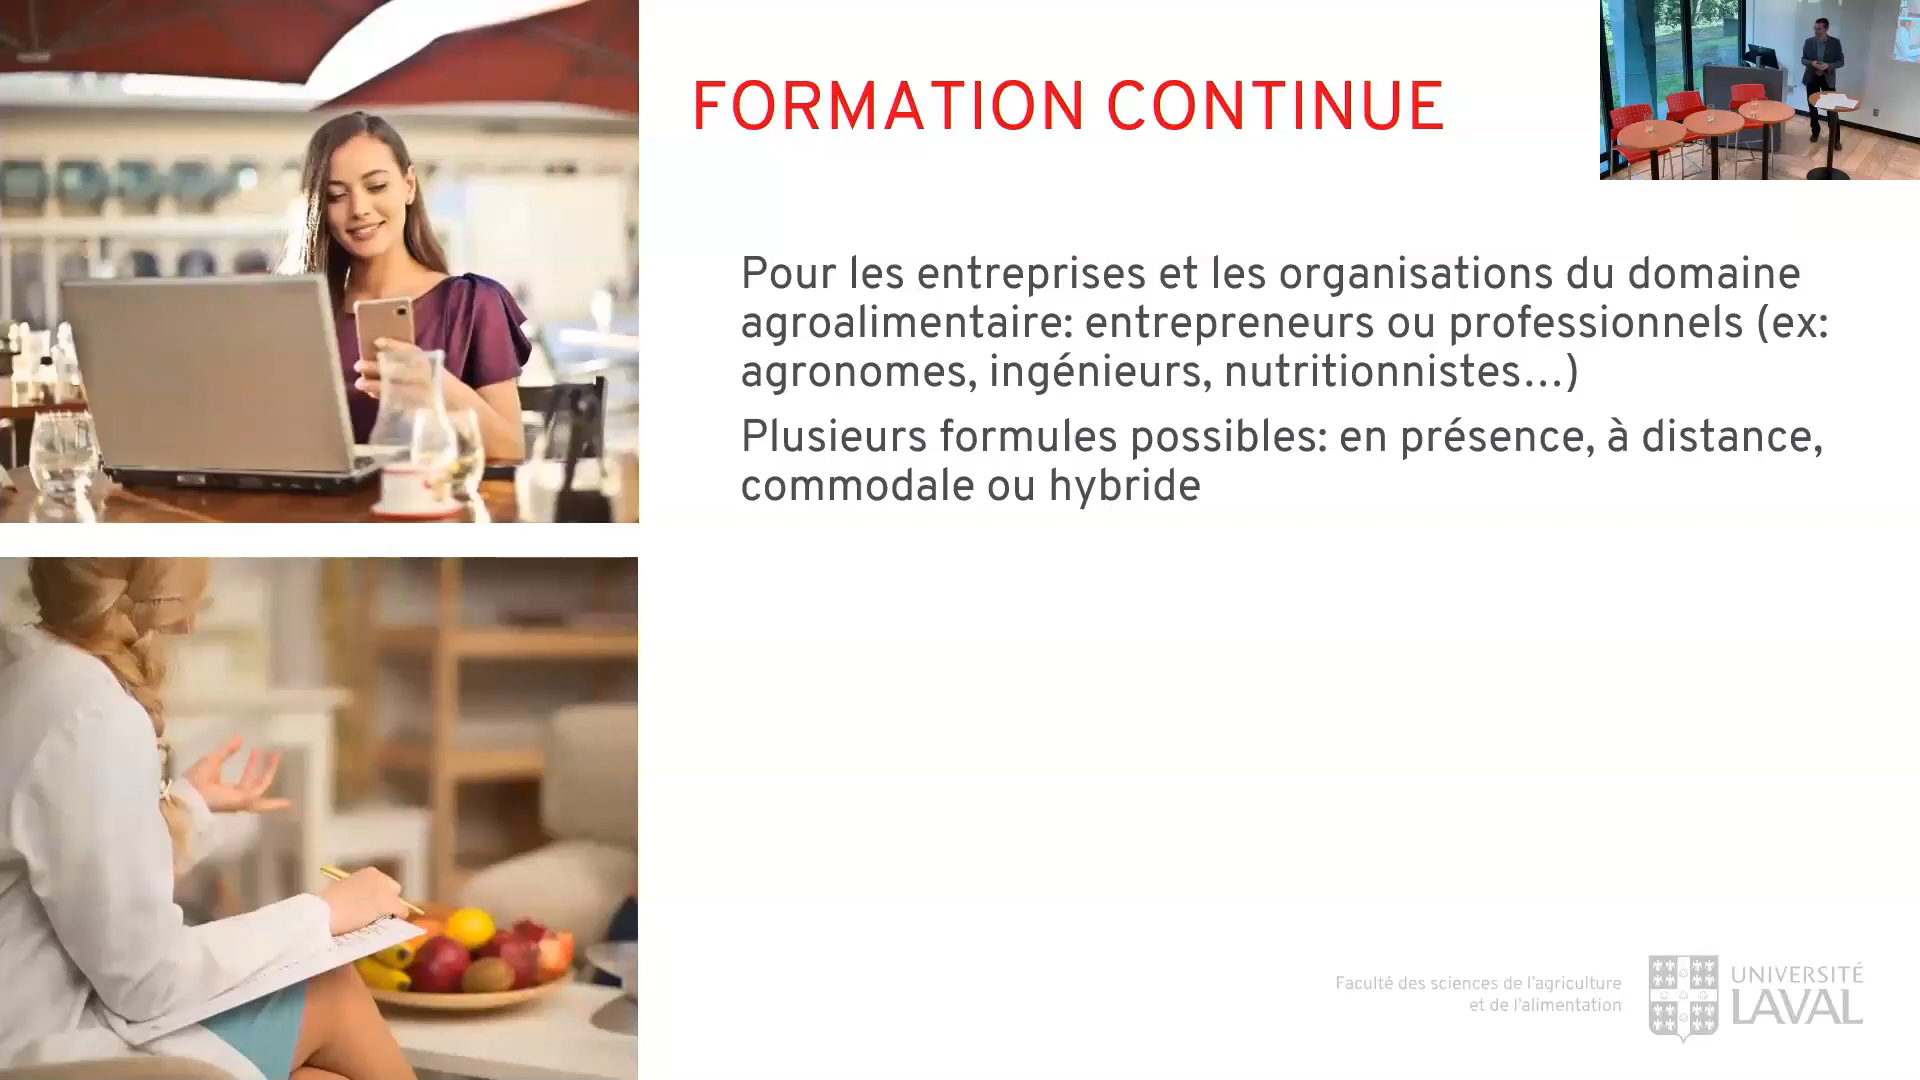 FORMATION CONTINUE
Pour les entreprises et les organisations du domaine
agroalimentaire: entrepreneurs ou professionnels (ex:
agronomes, ingénieurs, nutritionnistes...)
Plusieurs formules possibles: en présence, à distance,
commodale ou hybride
Faculté des sciences de l'agriculture
et de l'alimentation
UNIVERSITÉ
LAVAL